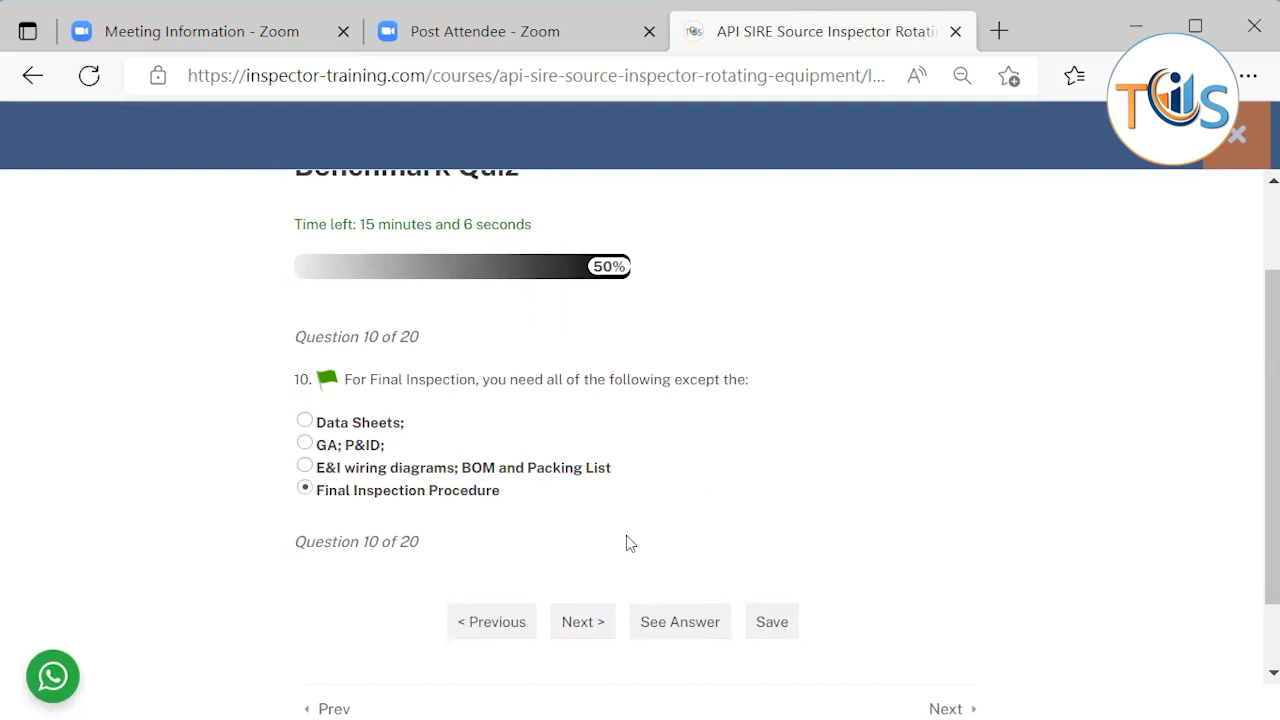 Meeting Information - Zoom
Post Attendee - Zoom
API SIRE Source Inspector Rotati
https://inspector-training.com/courses/api-sire-source-inspector-rotating-equipment/l...
TIIS
Benchmark Quiz
Time left: 15 minutes and 6 seconds
50%
Question 10 of 20
10. For Final Inspection, you need all of the following except the:
Data Sheets;
GA; P&ID;
E&I wiring diagrams; BOM and Packing List
Final Inspection Procedure
Question 10 of 20
< Previous
Next >
See Answer
Save
Prev
Next